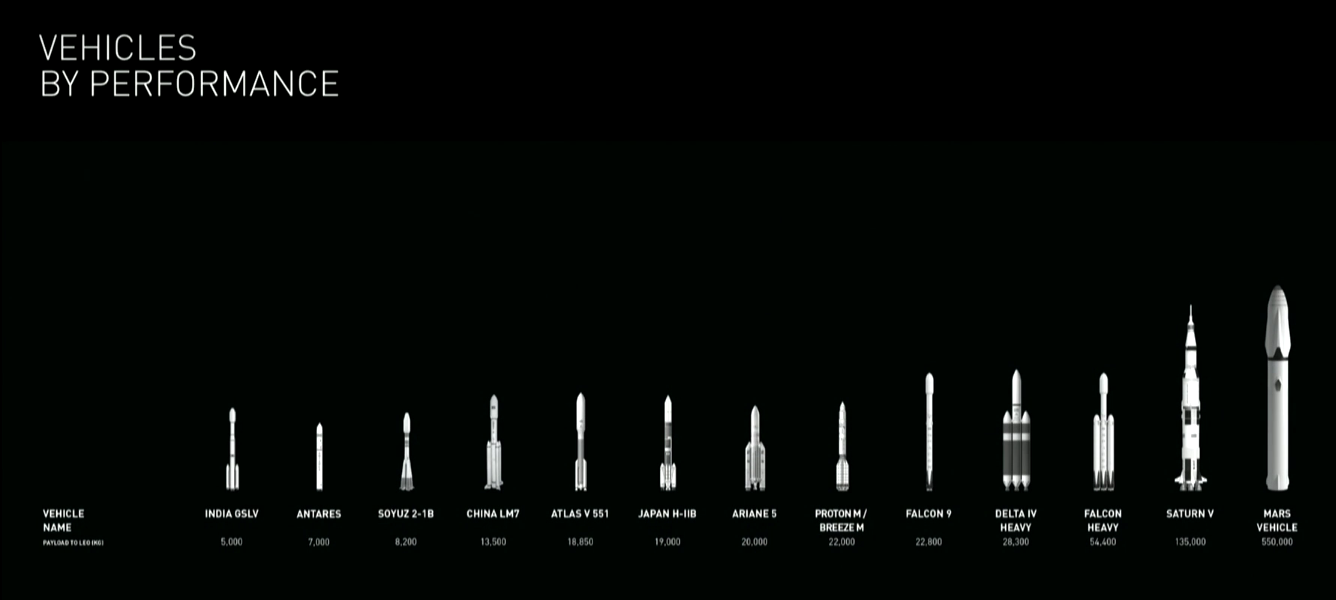 VEHICLES
BY PERFORMANCE
VEHICLE NAME INDIA GSLV ANTARES SOYUZ 2-1B CHINA LM7 ATLAS V 551 JAPAN H-IIB ARIANE 5 PROTON M / BREEZE M FALCON 9 DELTA IV HEAVY FALCON HEAVY SATURN V MARS VEHICLE
PAYLOAD TO LEO (KG) 5,000 7,000 8,200 13,500 18,850 19,000 20,000 22,000 22,800 28,300 54,400 135,000 550,000